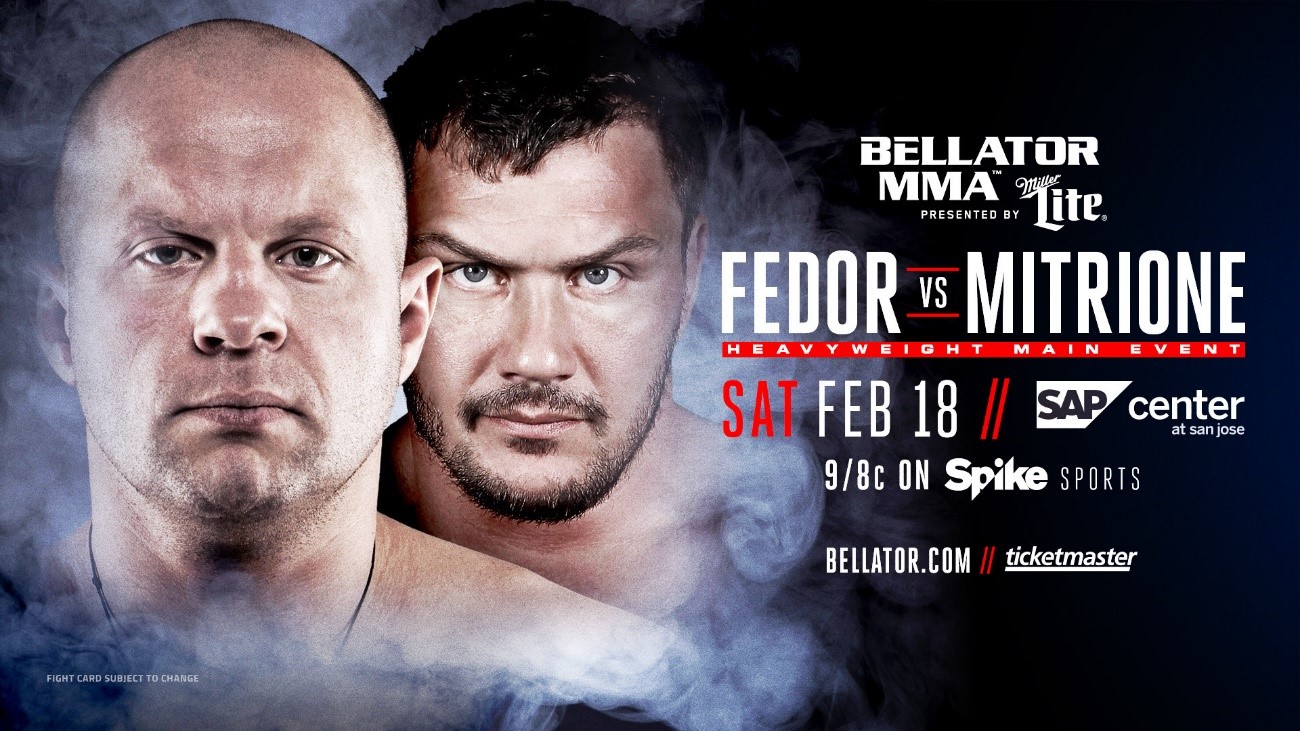 BELLATOR
MMA™ Miller
PRESENTED BY Lite®
FEDOR VS MITRIONE
HEAVYWEIGHT MAIN EVENT
SAT FEB 18 // SAP center
at san jose
9/8c ON Spike SPORTS
BELLATOR.COM // ticketmaster
FIGHT CARD SUBJECT TO CHANGE